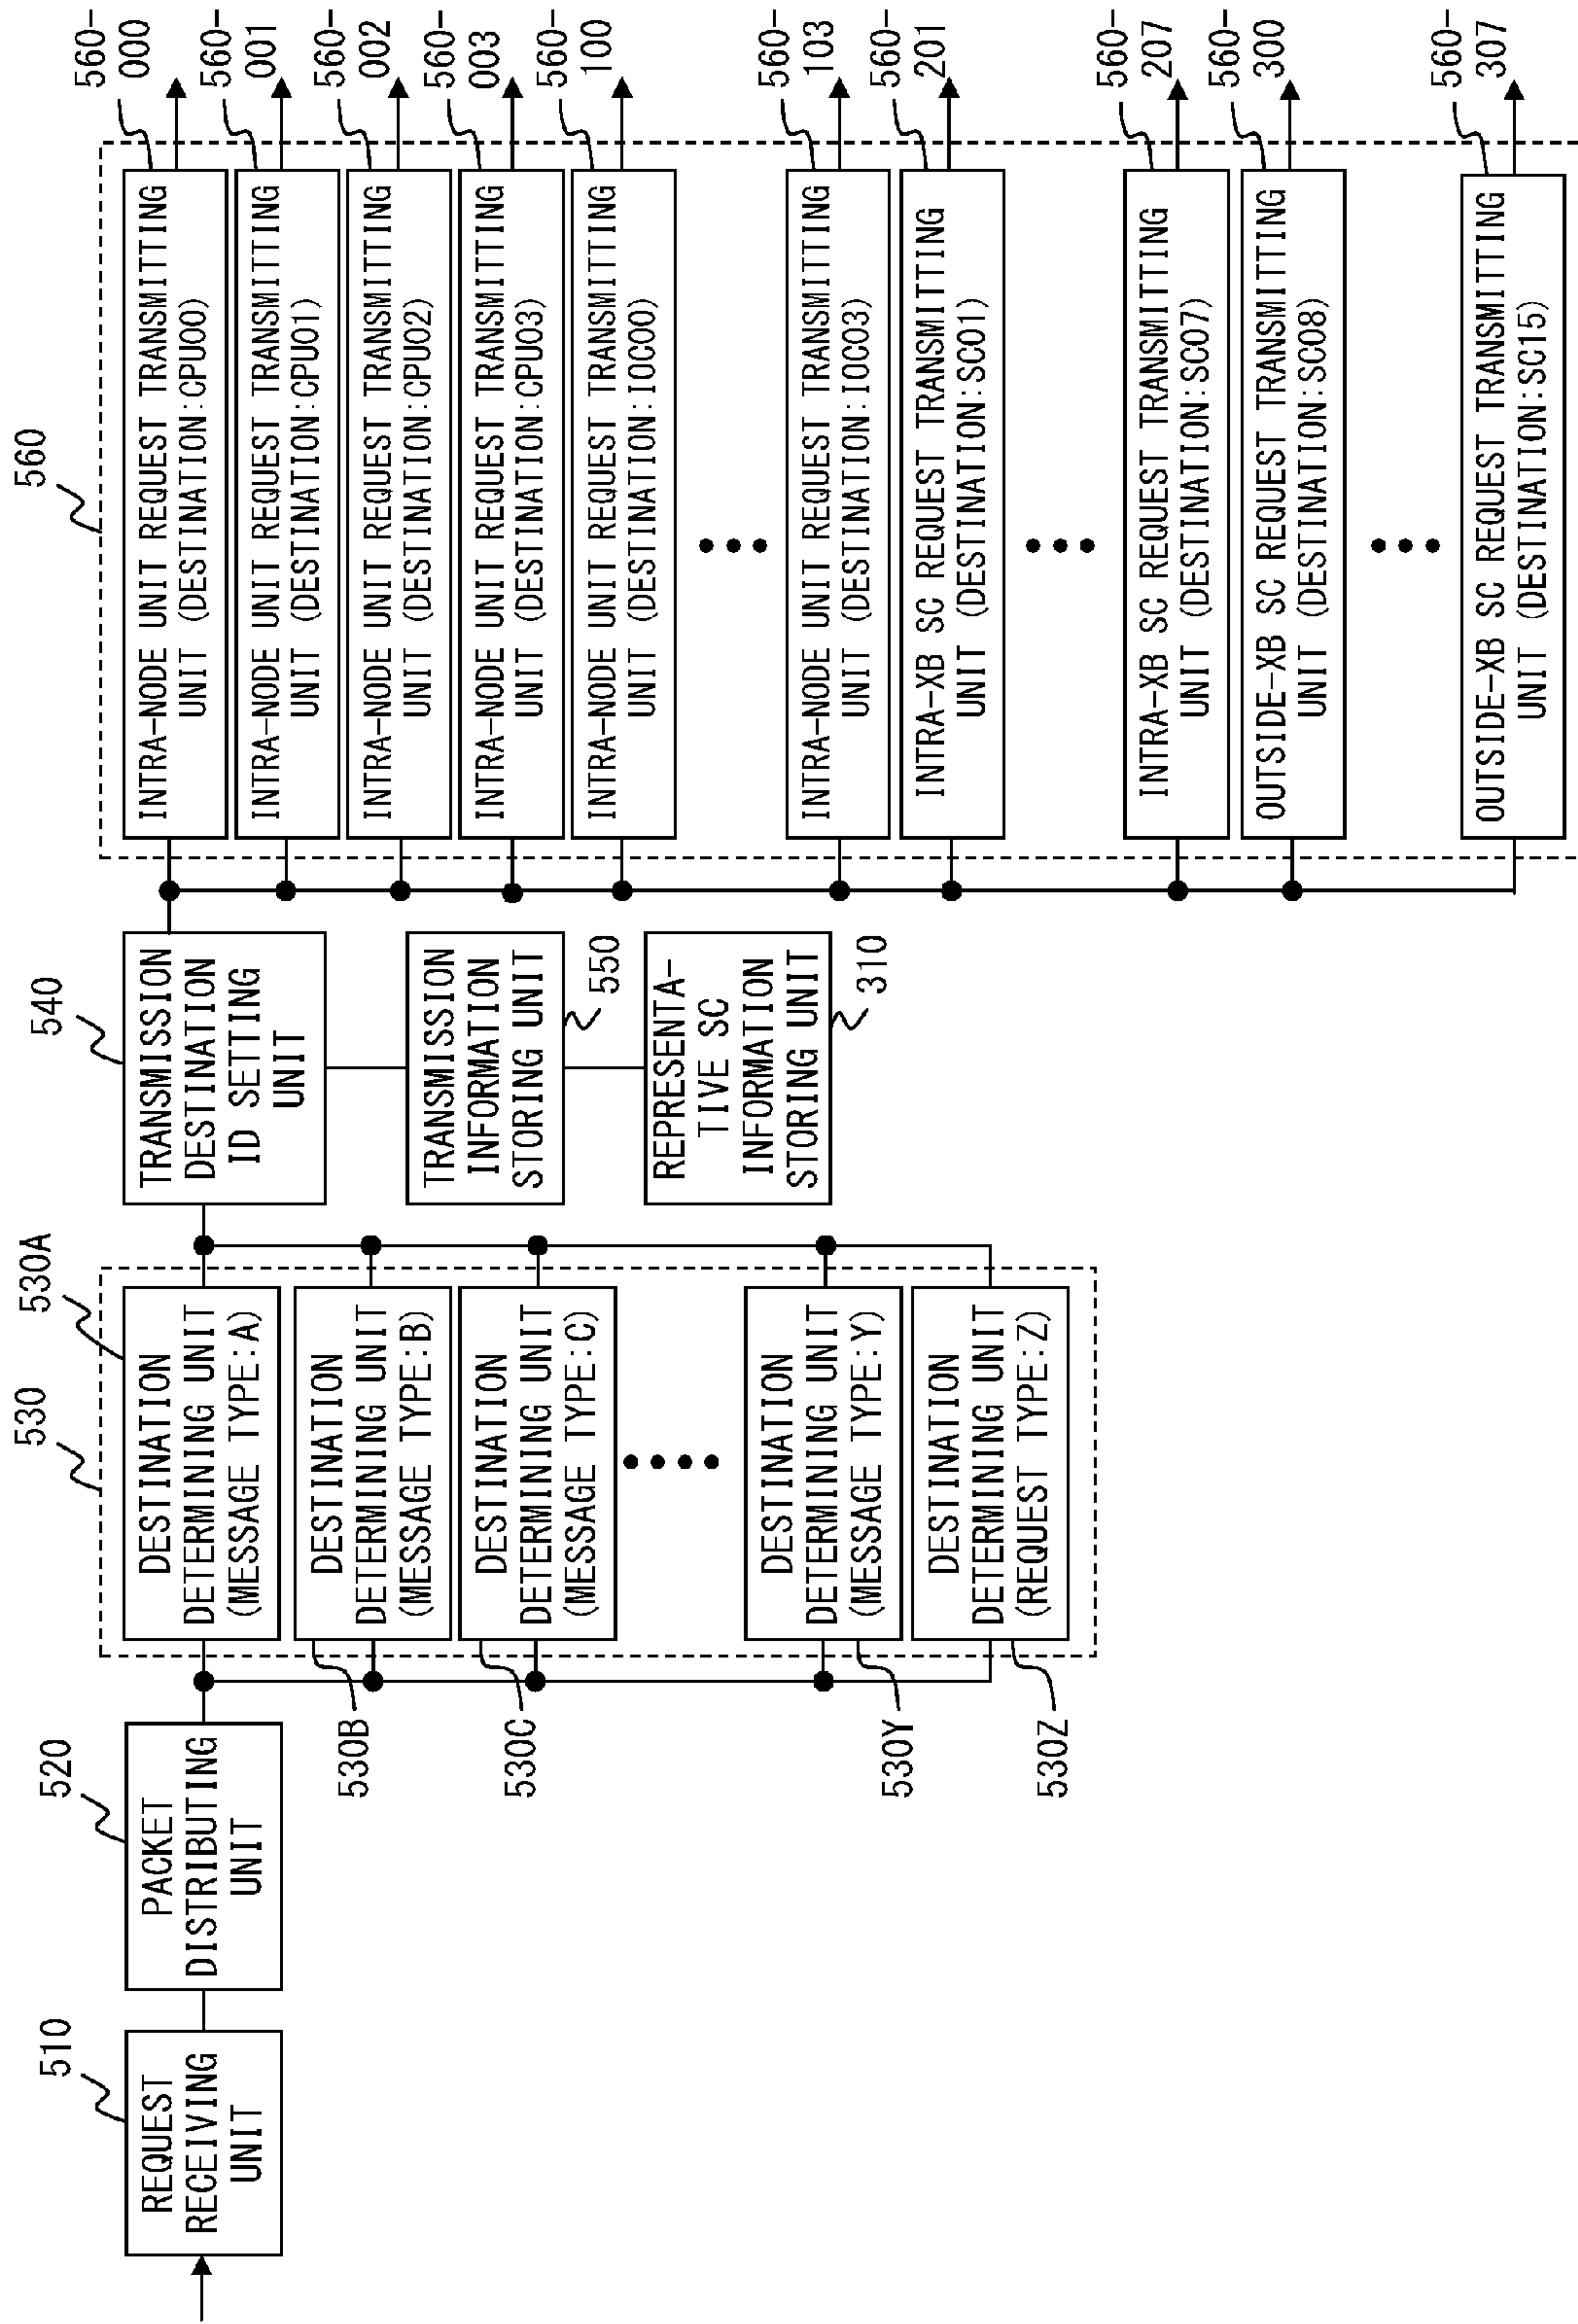 510
REQUEST
RECEIVING
UNIT
520
PACKET
DISTRIBUTING
UNIT
530
530A
DESTINATION
DETERMINING UNIT
(MESSAGE TYPE:A)
530B
DESTINATION
DETERMINING UNIT
(MESSAGE TYPE:B)
530C
DESTINATION
DETERMINING UNIT
(MESSAGE TYPE:C)
530Y
DESTINATION
DETERMINING UNIT
(MESSAGE TYPE:Y)
530Z
DESTINATION
DETERMINING UNIT
(REQUEST TYPE:Z)
540
TRANSMISSION
DESTINATION
ID SETTING
UNIT
TRANSMISSION
INFORMATION
STORING UNIT
550
REPRESENTA-
TIVE SC
INFORMATION
STORING UNIT
310
560
INTRA-NODE UNIT REQUEST TRANSMITTING
UNIT (DESTINATION:CPU00)
560-
000
INTRA-NODE UNIT REQUEST TRANSMITTING
UNIT (DESTINATION:CPU01)
560-
001
INTRA-NODE UNIT REQUEST TRANSMITTING
UNIT (DESTINATION:CPU02)
560-
002
INTRA-NODE UNIT REQUEST TRANSMITTING
UNIT (DESTINATION:CPU03)
560-
003
INTRA-NODE UNIT REQUEST TRANSMITTING
UNIT (DESTINATION:IOC00)
560-
100
INTRA-NODE UNIT REQUEST TRANSMITTING
UNIT (DESTINATION:IOC03)
560-
103
INTRA-XB SC REQUEST TRANSMITTING
UNIT (DESTINATION:SC01)
560-
201
INTRA-XB SC REQUEST TRANSMITTING
UNIT (DESTINATION:SC07)
560-
207
OUTSIDE-XB SC REQUEST TRANSMITTING
UNIT (DESTINATION:SC08)
560-
300
OUTSIDE-XB SC REQUEST TRANSMITTING
UNIT (DESTINATION:SC15)
560-
307